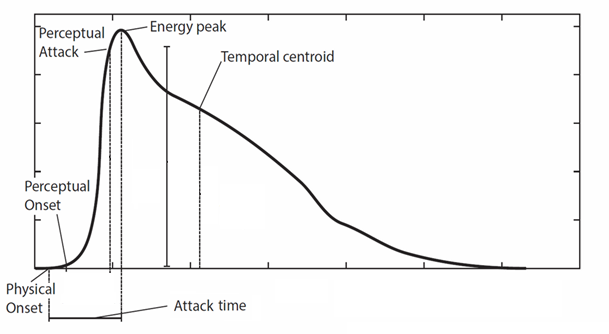 Energy peak
Perceptual
Attack
Temporal centroid
Perceptual
Onset
Physical
Onset
Attack time